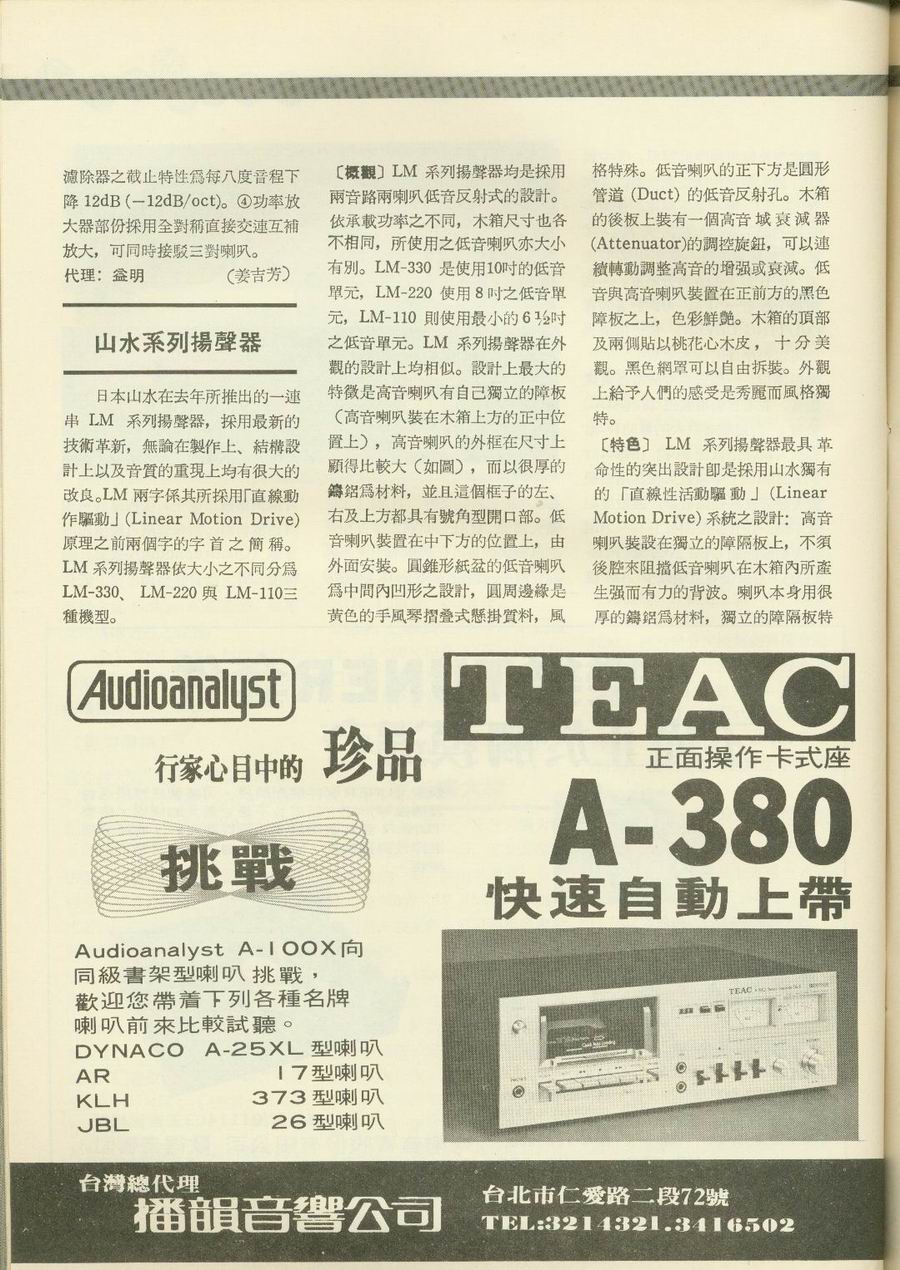 濾除器之截止特性爲每八度音程下
降 12dB (−12dB/oct)。④功率放
大器部份採用全對稱直接交連互補
放大，可同時接駁三對喇叭。
代理：益明 （姜吉芳）
山水系列揚聲器
日本山水在去年所推出的一連
串 LM 系列揚聲器，採用最新的
技術革新，無論在製作上、結構設
計上以及音質的重現上均有很大的
改良。LM 兩字係其所採用「直線動
作驅動」(Linear Motion Drive)
原理之前兩個字的字首之簡稱。
LM 系列揚聲器依大小之不同分爲
LM-330、 LM-220 與 LM-110三
種機型。
〔概觀〕LM 系列揚聲器均是採用
兩音路兩喇叭低音反射式的設計。
依承載功率之不同，木箱尺寸也各
不相同，所使用之低音喇叭亦大小
有別。LM-330 是使用10吋的低音
單元，LM-220 使用 8 吋之低音單
元，LM-110 則使用最小的 6 ½吋
之低音單元。LM 系列揚聲器在外
觀的設計上均相似。設計上最大的
特徵是高音喇叭有自己獨立的障板
（高音喇叭裝在木箱上方的正中位
置上），高音喇叭的外框在尺寸上
顯得比較大（如圖），而以很厚的
鑄鋁爲材料，並且這個框子的左、
右及上方都具有號角型開口部。低
音喇叭裝置在中下方的位置上，由
外面安裝。圓錐形紙盆的低音喇叭
爲中間內凹形之設計，圓周邊緣是
黃色的手風琴摺叠式懸掛質料，風
格特殊。低音喇叭的正下方是圓形
管道 (Duct) 的低音反射孔。木箱
的後板上裝有一個高音域衰減器
(Attenuator)的調控旋鈕，可以連
續轉動調整高音的增强或衰減。低
音與高音喇叭裝置在正前方的黑色
障板之上，色彩鮮艷。木箱的頂部
及兩側貼以桃花心木皮，十分美
觀。黑色網罩可以自由拆裝。外觀
上給予人們的感受是秀麗而風格獨
特。
〔特色〕 LM 系列揚聲器最具革
命性的突出設計卽是採用山水獨有
的「直線性活動驅動」(Linear
Motion Drive) 系統之設計：高音
喇叭裝設在獨立的障隔板上，不須
後腔來阻擋低音喇叭在木箱內所產
生强而有力的背波。喇叭本身用很
厚的鑄鋁爲材料，獨立的障隔板特
Audioanalyst
行家心目中的 珍品
挑戰
Audioanalyst A-100X向
同級書架型喇叭挑戰，
歡迎您帶着下列各種名牌
喇叭前來比較試聽。
DYNACO A-25XL 型喇叭
AR 17型喇叭
KLH 373型喇叭
JBL 26型喇叭
TEAC
正面操作卡式座
A-380
快速自動上帶
TEAC
台灣總代理
播韻音響公司
台北市仁愛路二段72號
TEL:3214321.3416502